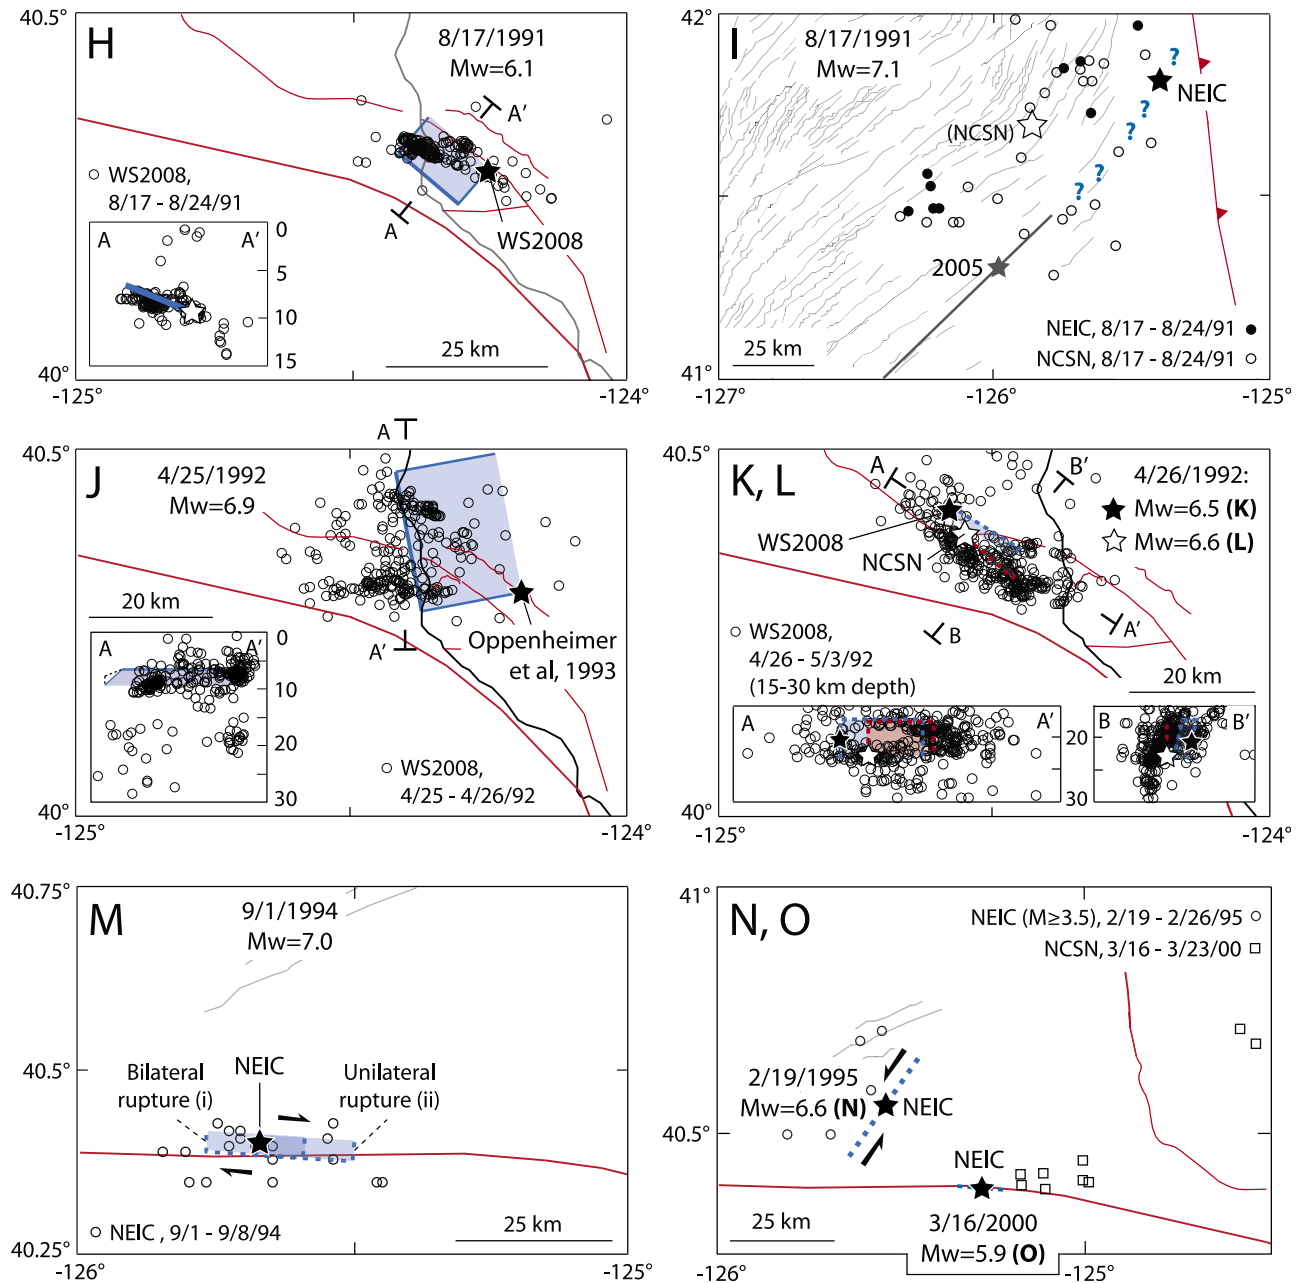 40.5°
H
8/17/1991
Mw=6.1
A'
WS2008,
8/17 - 8/24/91
A
WS2008
A
A'
0
5
10
15
25 km
40°
-125°
-124°
42°
I
8/17/1991
Mw=7.1
?
NEIC
(NCSN)
?
?
?
?
2005
NEIC, 8/17 - 8/24/91
NCSN, 8/17 - 8/24/91
25 km
41°
-127°
-126°
-125°
40.5°
A
J
4/25/1992
Mw=6.9
20 km
Oppenheimer
et al, 1993
A'
A
A'
0
10
20
30
WS2008,
4/25 - 4/26/92
40°
-125°
-124°
40.5°
K, L
A
B'
4/26/1992:
Mw=6.5 (K)
Mw=6.6 (L)
WS2008
NCSN
B
A'
WS2008,
4/26 - 5/3/92
(15-30 km depth)
20 km
A
A'
B
B'
20
30
40°
-125°
-124°
40.75°
M
9/1/1994
Mw=7.0
40.5°
NEIC
Bilateral
rupture (i)
Unilateral
rupture (ii)
NEIC , 9/1 - 9/8/94
25 km
40.25°
-126°
-125°
41°
N, O
NEIC (M≥3.5), 2/19 - 2/26/95
NCSN, 3/16 - 3/23/00
2/19/1995
Mw=6.6 (N)
NEIC
40.5°
NEIC
25 km
3/16/2000
Mw=5.9 (O)
-126°
-125°